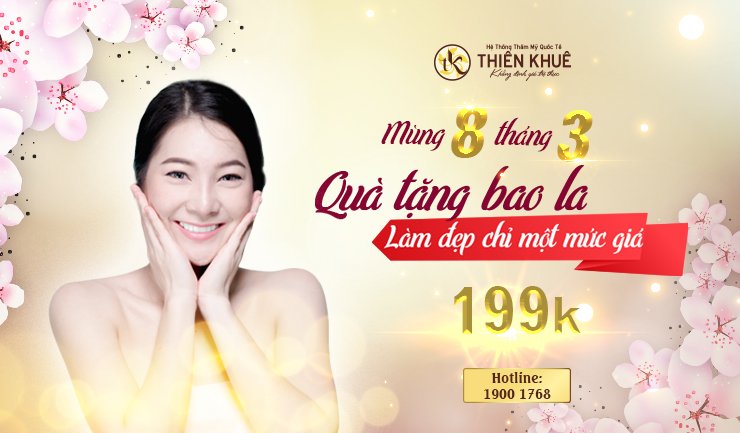 Hệ Thống Thẩm Mỹ Quốc Tế
THIÊN KHUÊ
Khẳng định giá trị thực
Mừng 8 tháng 3
Quà tặng bao la
Làm đẹp chỉ một mức giá
199k
Hotline:
1900 1768